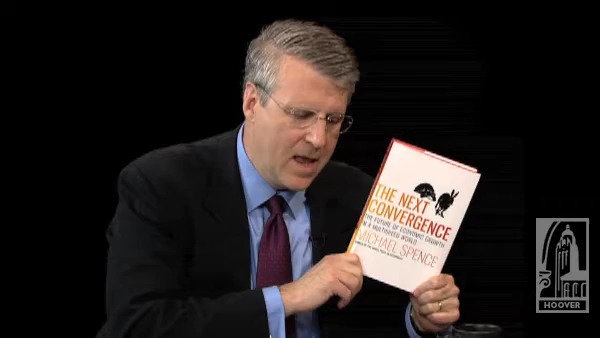 THE NEXT
CONVERGENCE
THE FUTURE OF ECONOMIC GROWTH
IN A MULTISPEED WORLD
MICHAEL SPENCE
HOOVER